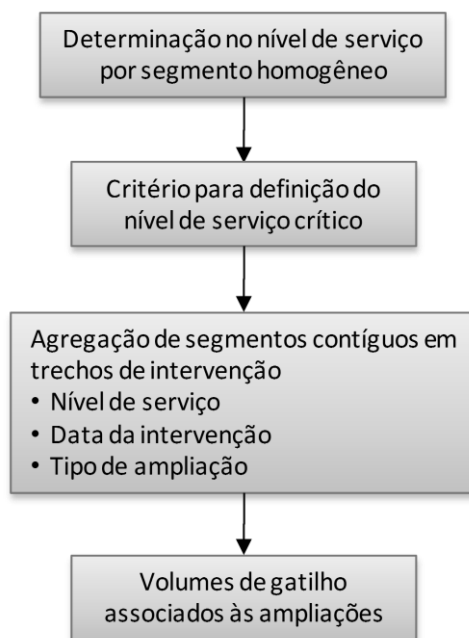 Determinação no nível de serviço
por segmento homogêneo
Critério para definição do
nível de serviço crítico
Agregação de segmentos contíguos em
trechos de intervenção
• Nível de serviço
• Data da intervenção
• Tipo de ampliação
Volumes de gatilho
associados às ampliações